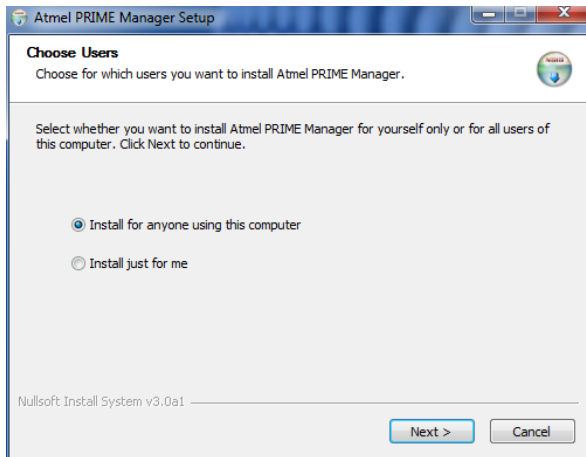 Atmel PRIME Manager Setup
Choose Users
Choose for which users you want to install Atmel PRIME Manager.
Select whether you want to install Atmel PRIME Manager for yourself only or for all users of
this computer. Click Next to continue.
Install for anyone using this computer
Install just for me
Nullsoft Install System v3.0a1
Next >
Cancel